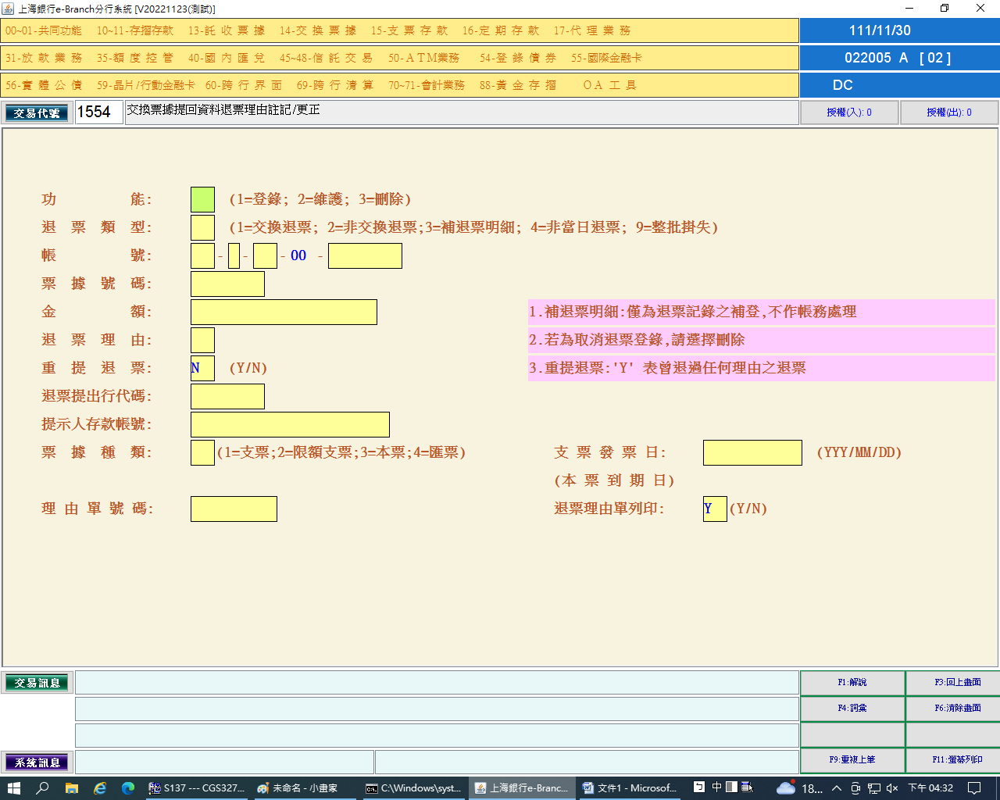 上海銀行e-Branch分行系統 [V20221123(測試)]
00~01-共同功能 10~11-存摺存款 13-託收票據 14-交換票據 15-支票存款 16-定期存款 17-代理業務 111/11/30
31-放款業務 35-額度控管 40-國內匯兌 45~48-信託交易 50-ATM業務 54-登錄債券 55-國際金融卡 022005 A [ 02 ]
56-實體公債 59-晶片/行動金融卡 60-跨行界面 69-跨行清算 70~71-會計業務 88-黃金存摺 OA工具 DC
交易代號 1554 交換票據提回資料退票理由註記/更正 授權(入): 0 授權(出): 0
功能: (1=登錄; 2=維護; 3=刪除)
退票類型: (1=交換退票; 2=非交換退票;3=補退票明細; 4=非當日退票; 9=整批掛失)
帳號: - - - 00 -
票據號碼:
金額: 1.補退票明細:僅為退票記錄之補登,不作帳務處理
退票理由: 2.若為取消退票登錄,請選擇刪除
重提退票: N (Y/N) 3.重提退票:'Y' 表曾退過任何理由之退票
退票提出行代碼:
提示人存款帳號:
票據種類: (1=支票;2=限額支票;3=本票;4=匯票) 支票發票日: (YYY/MM/DD)
(本票到期日)
理由單號碼: 退票理由單列印: Y (Y/N)
交易訊息 F1:解說 F3:回上畫面
F4:詞彙 F6:清除畫面
系統訊息 F9:重複上筆 F11:螢幕列印
S137 --- CGS327... 未命名 - 小畫家 C:\Windows\syst... 上海銀行e-Branc... 文件1 - Microsof... 中 18... 下午 04:32